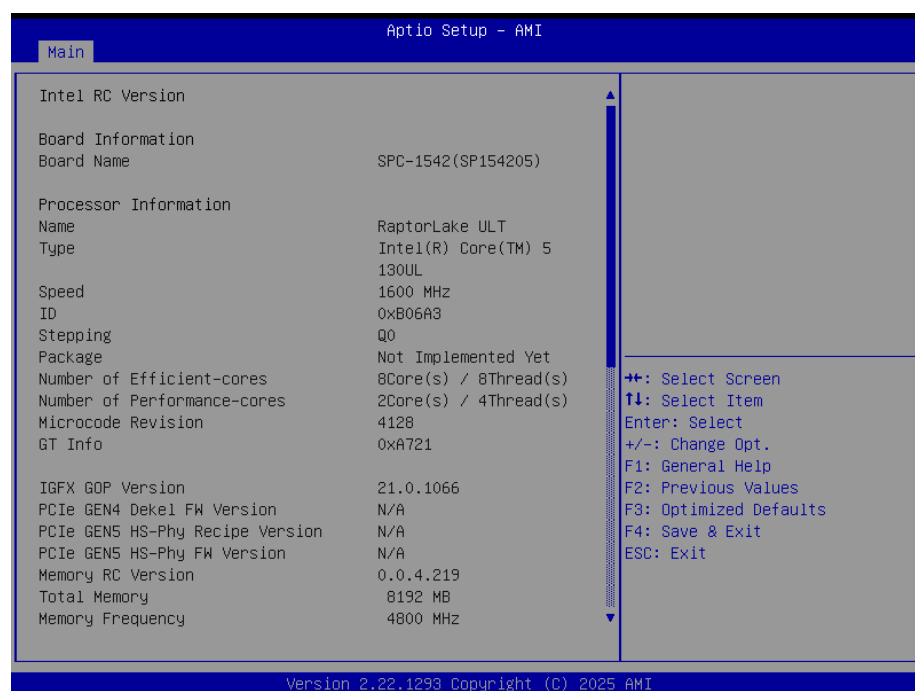 Aptio Setup - AMI
Main
Intel RC Version
Board Information
Board Name SPC-1542(SP154205)
Processor Information
Name RaptorLake ULT
Type Intel(R) Core(TM) 5
130UL
Speed 1600 MHz
ID 0xB06A3
Stepping Q0
Package Not Implemented Yet
Number of Efficient-cores 8Core(s) / 8Thread(s)
Number of Performance-cores 2Core(s) / 4Thread(s)
Microcode Revision 4128
GT Info 0xA721
IGFX GOP Version 21.0.1066
PCIe GEN4 Dekel FW Version N/A
PCIe GEN5 HS-Phy Recipe Version N/A
PCIe GEN5 HS-Phy FW Version N/A
Memory RC Version 0.0.4.219
Total Memory 8192 MB
Memory Frequency 4800 MHz
→←: Select Screen
↑↓: Select Item
Enter: Select
+/-: Change Opt.
F1: General Help
F2: Previous Values
F3: Optimized Defaults
F4: Save & Exit
ESC: Exit
Version 2.22.1293 Copyright (C) 2025 AMI